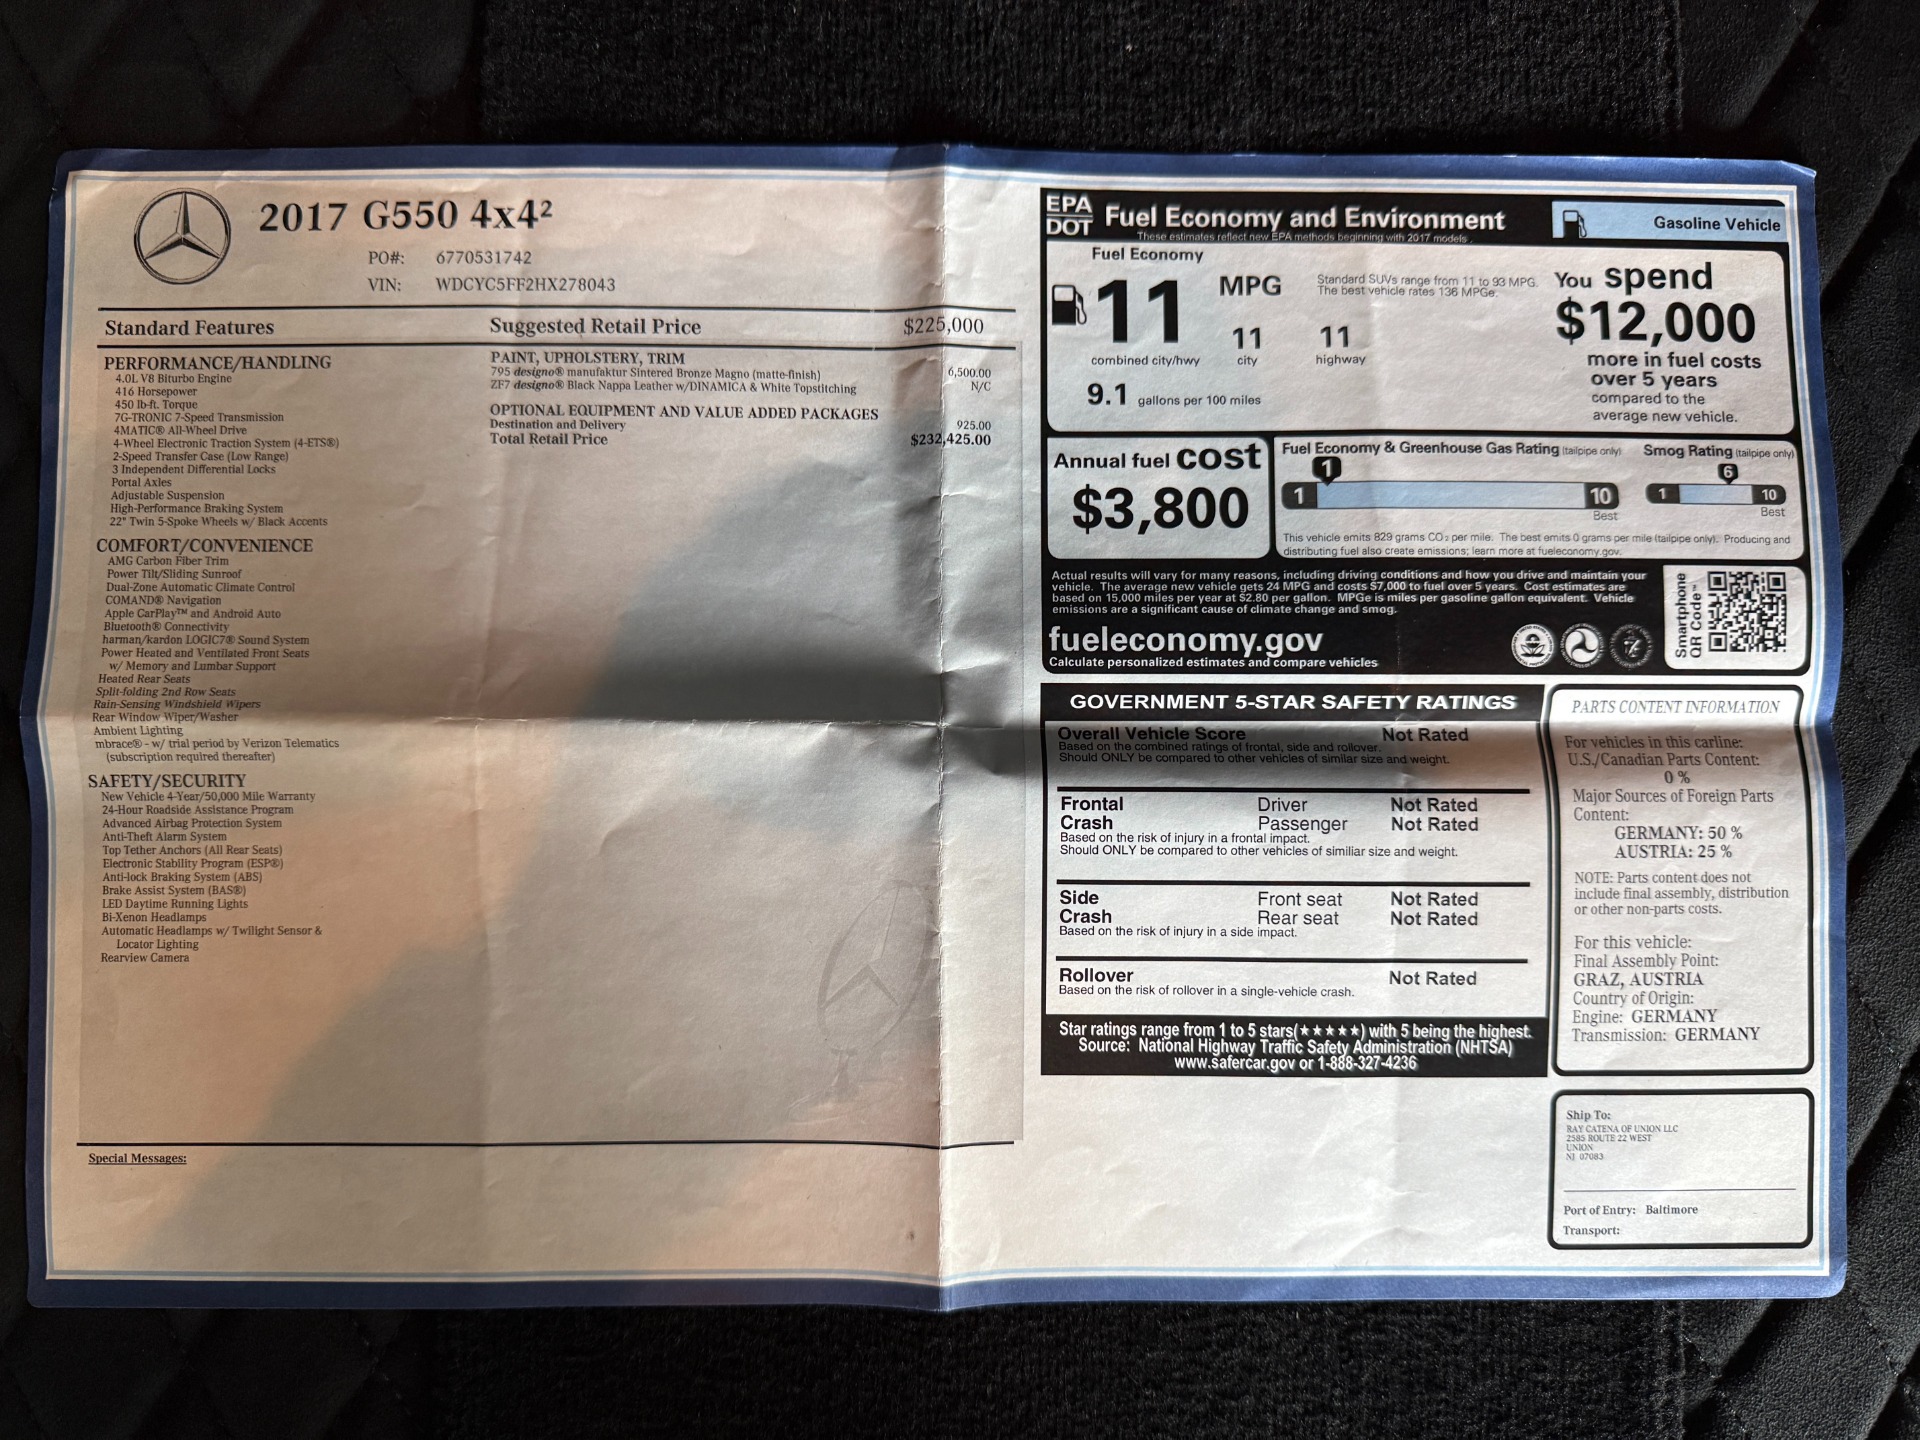 2017 G550 4x4²
PO#: 6770531742
VIN: WDCYC5FF2HX278043
Standard Features
Suggested Retail Price $225,000
PERFORMANCE/HANDLING
4.0L V8 Biturbo Engine
416 Horsepower
450 lb-ft. Torque
7G-TRONIC 7-Speed Transmission
4MATIC® All-Wheel Drive
4-Wheel Electronic Traction System (4-ETS®)
2-Speed Transfer Case (Low Range)
3 Independent Differential Locks
Portal Axles
Adjustable Suspension
High-Performance Braking System
22" Twin 5-Spoke Wheels w/ Black Accents
COMFORT/CONVENIENCE
AMG Carbon Fiber Trim
Power Tilt/Sliding Sunroof
Dual-Zone Automatic Climate Control
COMAND® Navigation
Apple CarPlay™ and Android Auto
Bluetooth® Connectivity
harman/kardon LOGIC7® Sound System
Power Heated and Ventilated Front Seats
w/ Memory and Lumbar Support
Heated Rear Seats
Split-folding 2nd Row Seats
Rain-Sensing Windshield Wipers
Rear Window Wiper/Washer
Ambient Lighting
mbrace® - w/ trial period by Verizon Telematics
(subscription required thereafter)
SAFETY/SECURITY
New Vehicle 4-Year/50,000 Mile Warranty
24-Hour Roadside Assistance Program
Advanced Airbag Protection System
Anti-Theft Alarm System
Top Tether Anchors (All Rear Seats)
Electronic Stability Program (ESP®)
Anti-lock Braking System (ABS)
Brake Assist System (BAS®)
LED Daytime Running Lights
Bi-Xenon Headlamps
Automatic Headlamps w/ Twilight Sensor &
Locator Lighting
Rearview Camera
PAINT, UPHOLSTERY, TRIM
795 designo® manufaktur Sintered Bronze Magno (matte-finish) 6,500.00
ZF7 designo® Black Nappa Leather w/DINAMICA & White Topstitching N/C
OPTIONAL EQUIPMENT AND VALUE ADDED PACKAGES
Destination and Delivery 925.00
Total Retail Price $232,425.00
Special Messages:
EPA
DOT
Fuel Economy and Environment
These estimates reflect new EPA methods beginning with 2017 models.
Gasoline Vehicle
Fuel Economy
11 MPG
combined city/hwy
11
city
11
highway
9.1 gallons per 100 miles
Standard SUVs range from 11 to 93 MPG.
The best vehicle rates 136 MPGe.
You spend
$12,000
more in fuel costs
over 5 years
compared to the
average new vehicle.
Annual fuel cost
$3,800
Fuel Economy & Greenhouse Gas Rating (tailpipe only)
1
1 10
Best
Smog Rating (tailpipe only)
6
1 10
Best
This vehicle emits 829 grams CO₂ per mile. The best emits 0 grams per mile (tailpipe only). Producing and
distributing fuel also create emissions; learn more at fueleconomy.gov.
Actual results will vary for many reasons, including driving conditions and how you drive and maintain your
vehicle. The average new vehicle gets 24 MPG and costs $7,000 to fuel over 5 years. Cost estimates are
based on 15,000 miles per year at $2.80 per gallon. MPGe is miles per gasoline gallon equivalent. Vehicle
emissions are a significant cause of climate change and smog.
fueleconomy.gov
Calculate personalized estimates and compare vehicles
Smartphone
QR Code™
GOVERNMENT 5-STAR SAFETY RATINGS
Overall Vehicle Score Not Rated
Based on the combined ratings of frontal, side and rollover.
Should ONLY be compared to other vehicles of similar size and weight.
Frontal Driver Not Rated
Crash Passenger Not Rated
Based on the risk of injury in a frontal impact.
Should ONLY be compared to other vehicles of similiar size and weight.
Side Front seat Not Rated
Crash Rear seat Not Rated
Based on the risk of injury in a side impact.
Rollover Not Rated
Based on the risk of rollover in a single-vehicle crash.
Star ratings range from 1 to 5 stars(★★★★★) with 5 being the highest.
Source: National Highway Traffic Safety Administration (NHTSA)
www.safercar.gov or 1-888-327-4236
PARTS CONTENT INFORMATION
For vehicles in this carline:
U.S./Canadian Parts Content:
0 %
Major Sources of Foreign Parts
Content:
GERMANY: 50 %
AUSTRIA: 25 %
NOTE: Parts content does not
include final assembly, distribution
or other non-parts costs.
For this vehicle:
Final Assembly Point:
GRAZ, AUSTRIA
Country of Origin:
Engine: GERMANY
Transmission: GERMANY
Ship To:
RAY CATENA OF UNION LLC
2585 ROUTE 22 WEST
UNION
NJ 07083
Port of Entry: Baltimore
Transport: